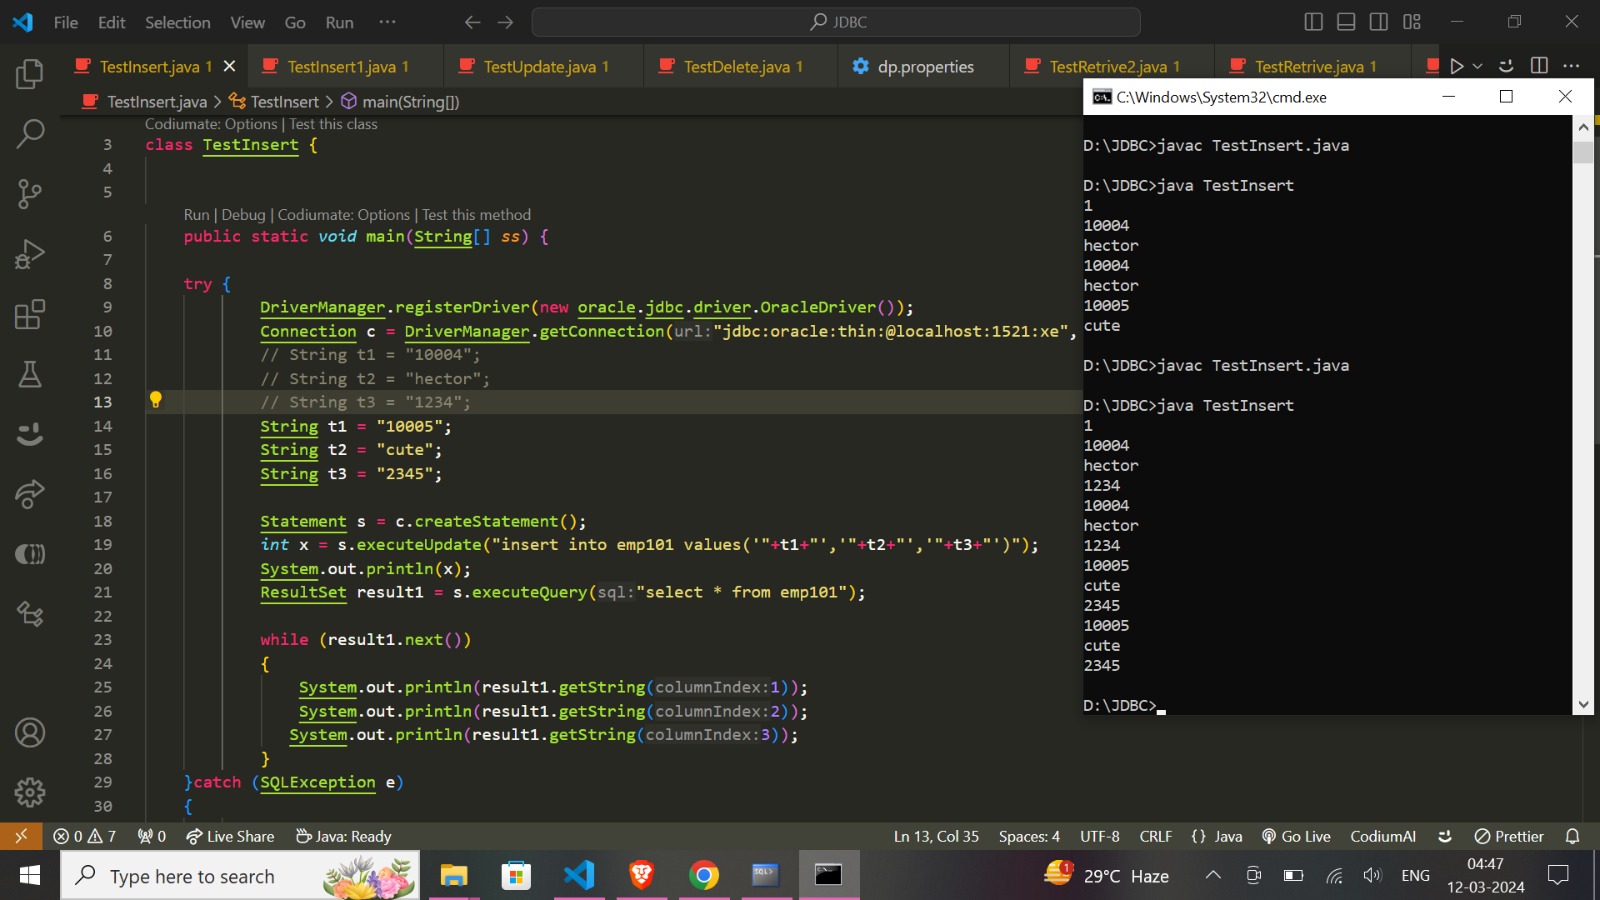 File Edit Selection View Go Run ··· JDBC
TestInsert.java 1 TestInsert1.java 1 TestUpdate.java 1 TestDelete.java 1 dp.properties TestRetrive2.java 1 TestRetrive.java 1
TestInsert.java > TestInsert > main(String[])
Codiumate: Options | Test this class
3 class TestInsert {
4
5
Run | Debug | Codiumate: Options | Test this method
6 public static void main(String[] ss) {
7
8 try {
9 DriverManager.registerDriver(new oracle.jdbc.driver.OracleDriver());
10 Connection c = DriverManager.getConnection(url:"jdbc:oracle:thin:@localhost:1521:xe",
11 // String t1 = "10004";
12 // String t2 = "hector";
13 // String t3 = "1234";
14 String t1 = "10005";
15 String t2 = "cute";
16 String t3 = "2345";
17
18 Statement s = c.createStatement();
19 int x = s.executeUpdate("insert into emp101 values('"+t1+"','"+t2+"','"+t3+"')");
20 System.out.println(x);
21 ResultSet result1 = s.executeQuery(sql:"select * from emp101");
22
23 while (result1.next())
24 {
25 System.out.println(result1.getString(columnIndex:1));
26 System.out.println(result1.getString(columnIndex:2));
27 System.out.println(result1.getString(columnIndex:3));
28 }
29 }catch (SQLException e)
30 {
C:\Windows\System32\cmd.exe
D:\JDBC>javac TestInsert.java
D:\JDBC>java TestInsert
1
10004
hector
10004
hector
10005
cute
D:\JDBC>javac TestInsert.java
D:\JDBC>java TestInsert
1
10004
hector
1234
10004
hector
1234
10005
cute
2345
10005
cute
2345
D:\JDBC>
0 7 0 Live Share Java: Ready Ln 13, Col 35 Spaces: 4 UTF-8 CRLF {} Java Go Live CodiumAI Prettier
Type here to search SQL> 1 29°C Haze ENG 04:47
12-03-2024